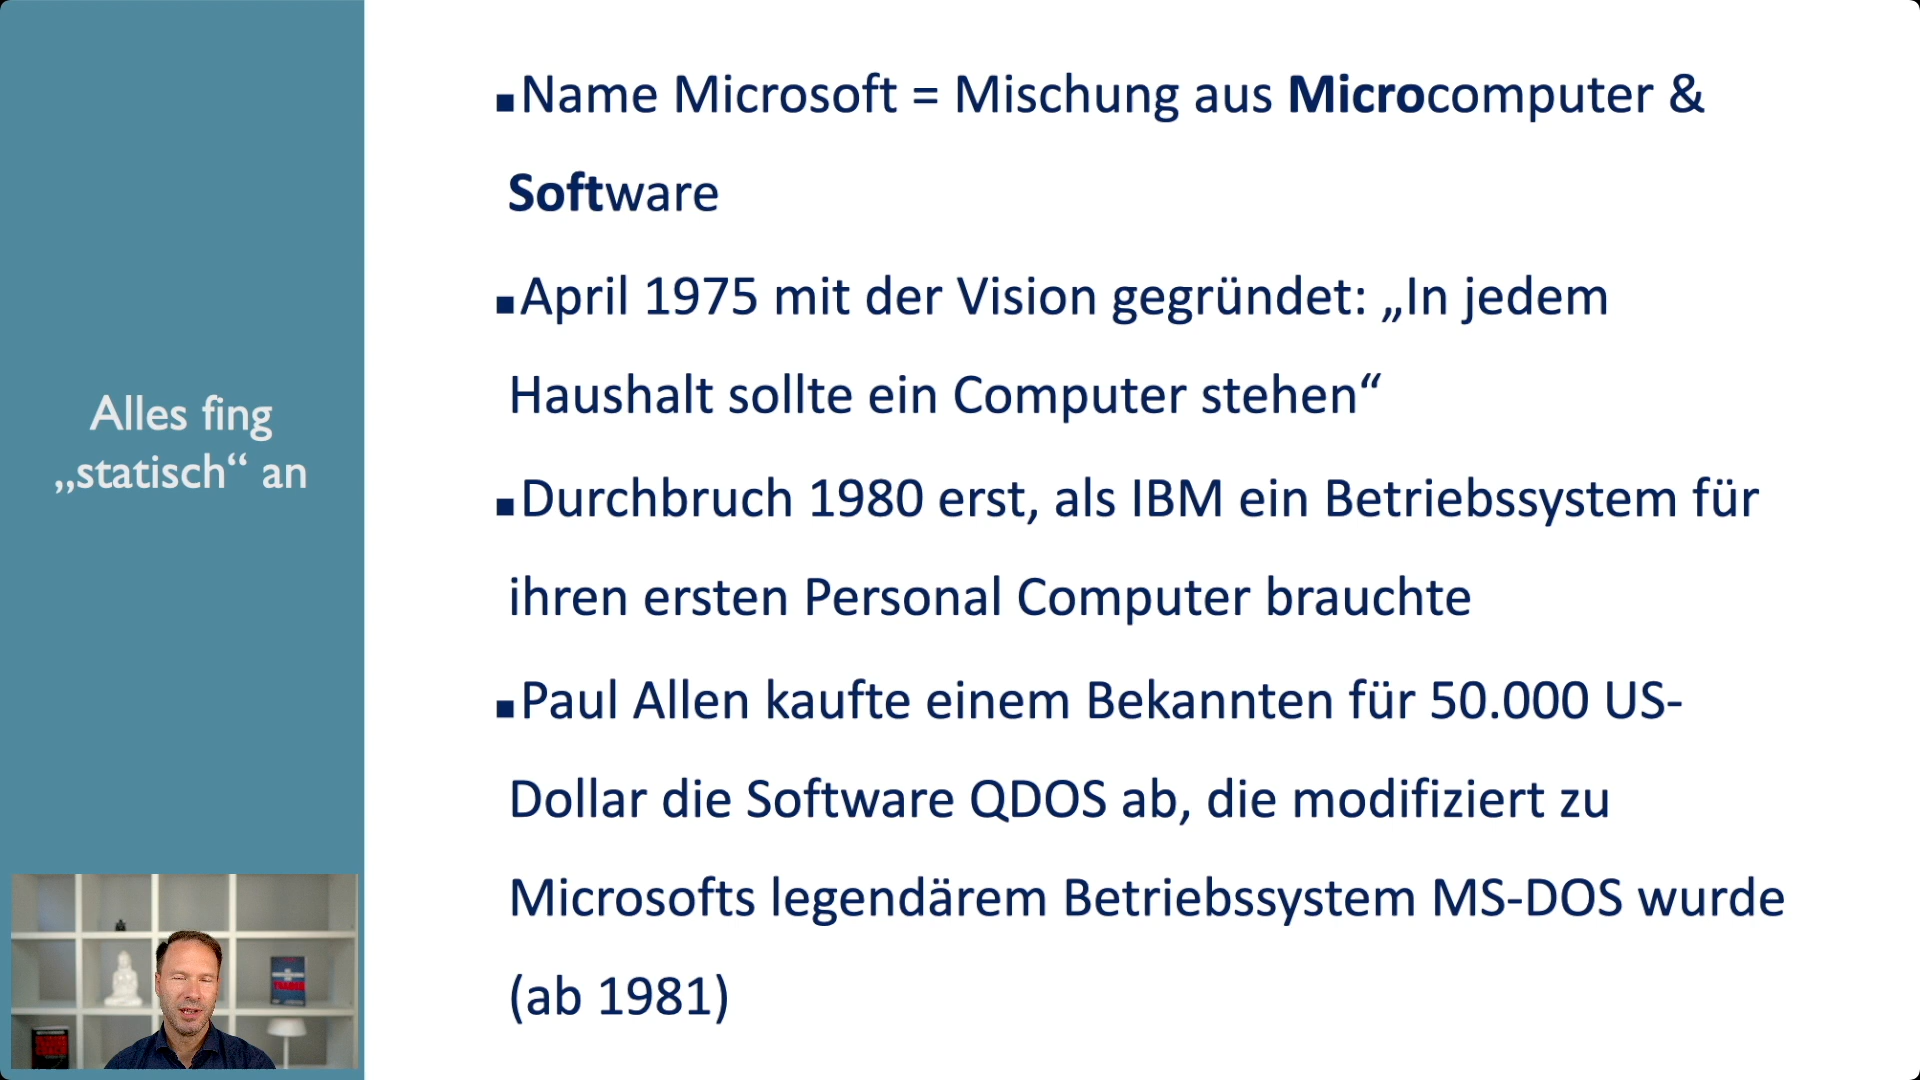 Alles fing
„statisch“ an
▪Name Microsoft = Mischung aus Microcomputer &
Software
▪April 1975 mit der Vision gegründet: „In jedem
Haushalt sollte ein Computer stehen“
▪Durchbruch 1980 erst, als IBM ein Betriebssystem für
ihren ersten Personal Computer brauchte
▪Paul Allen kaufte einem Bekannten für 50.000 US-
Dollar die Software QDOS ab, die modifiziert zu
Microsofts legendärem Betriebssystem MS-DOS wurde
(ab 1981)